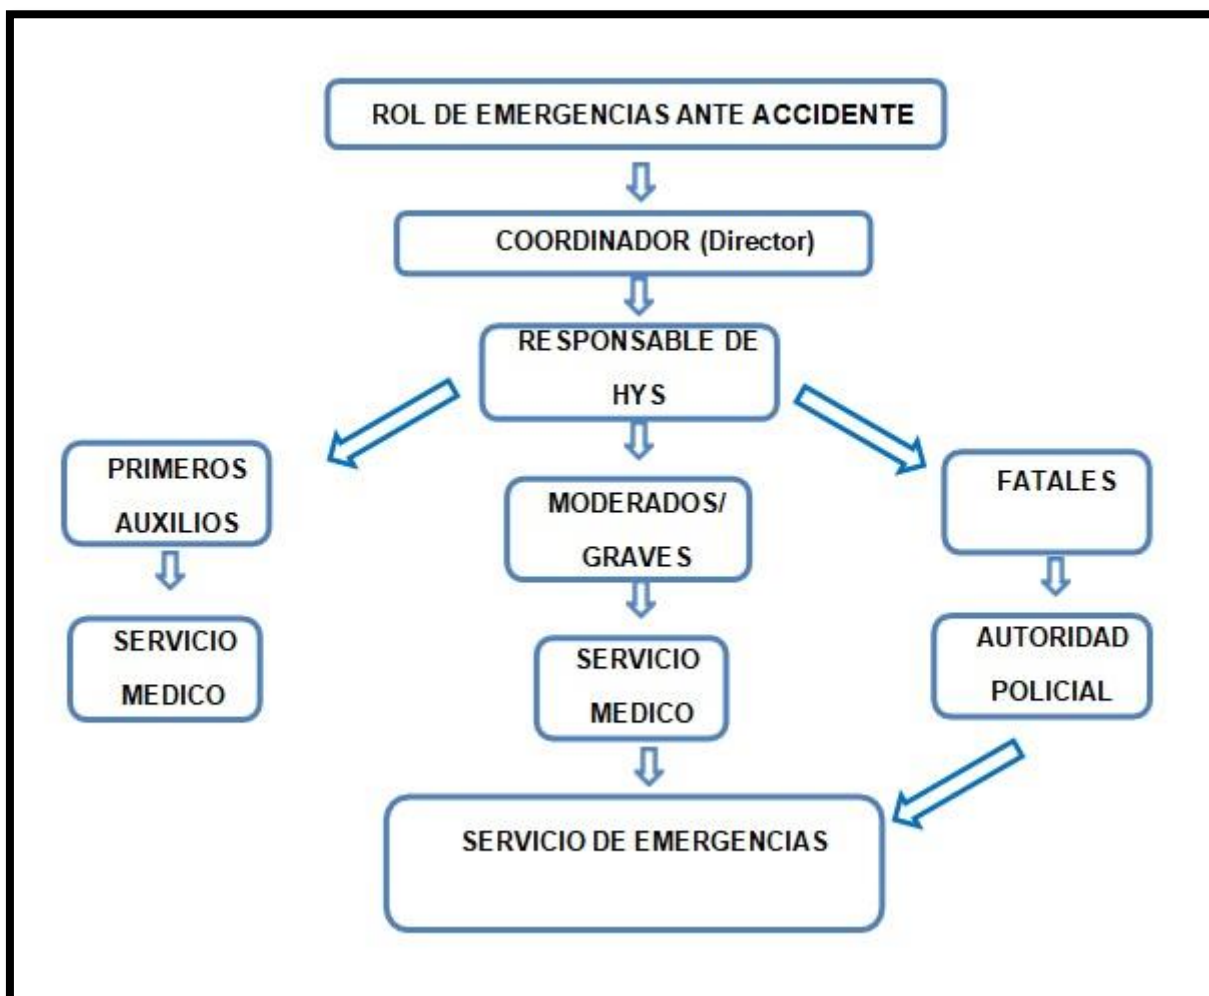 ROL DE EMERGENCIAS ANTE ACCIDENTE
COORDINADOR (Director)
RESPONSABLE DE
HYS
PRIMEROS
AUXILIOS
MODERADOS/
GRAVES
FATALES
SERVICIO
MEDICO
SERVICIO
MEDICO
AUTORIDAD
POLICIAL
SERVICIO DE EMERGENCIAS